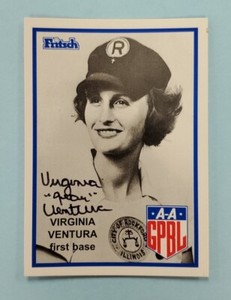 Fritsch
R
Virginia
Ventura
VIRGINIA
VENTURA
first base
CITY OF ROCKFORD
ILLINOIS
A-A
GPBL